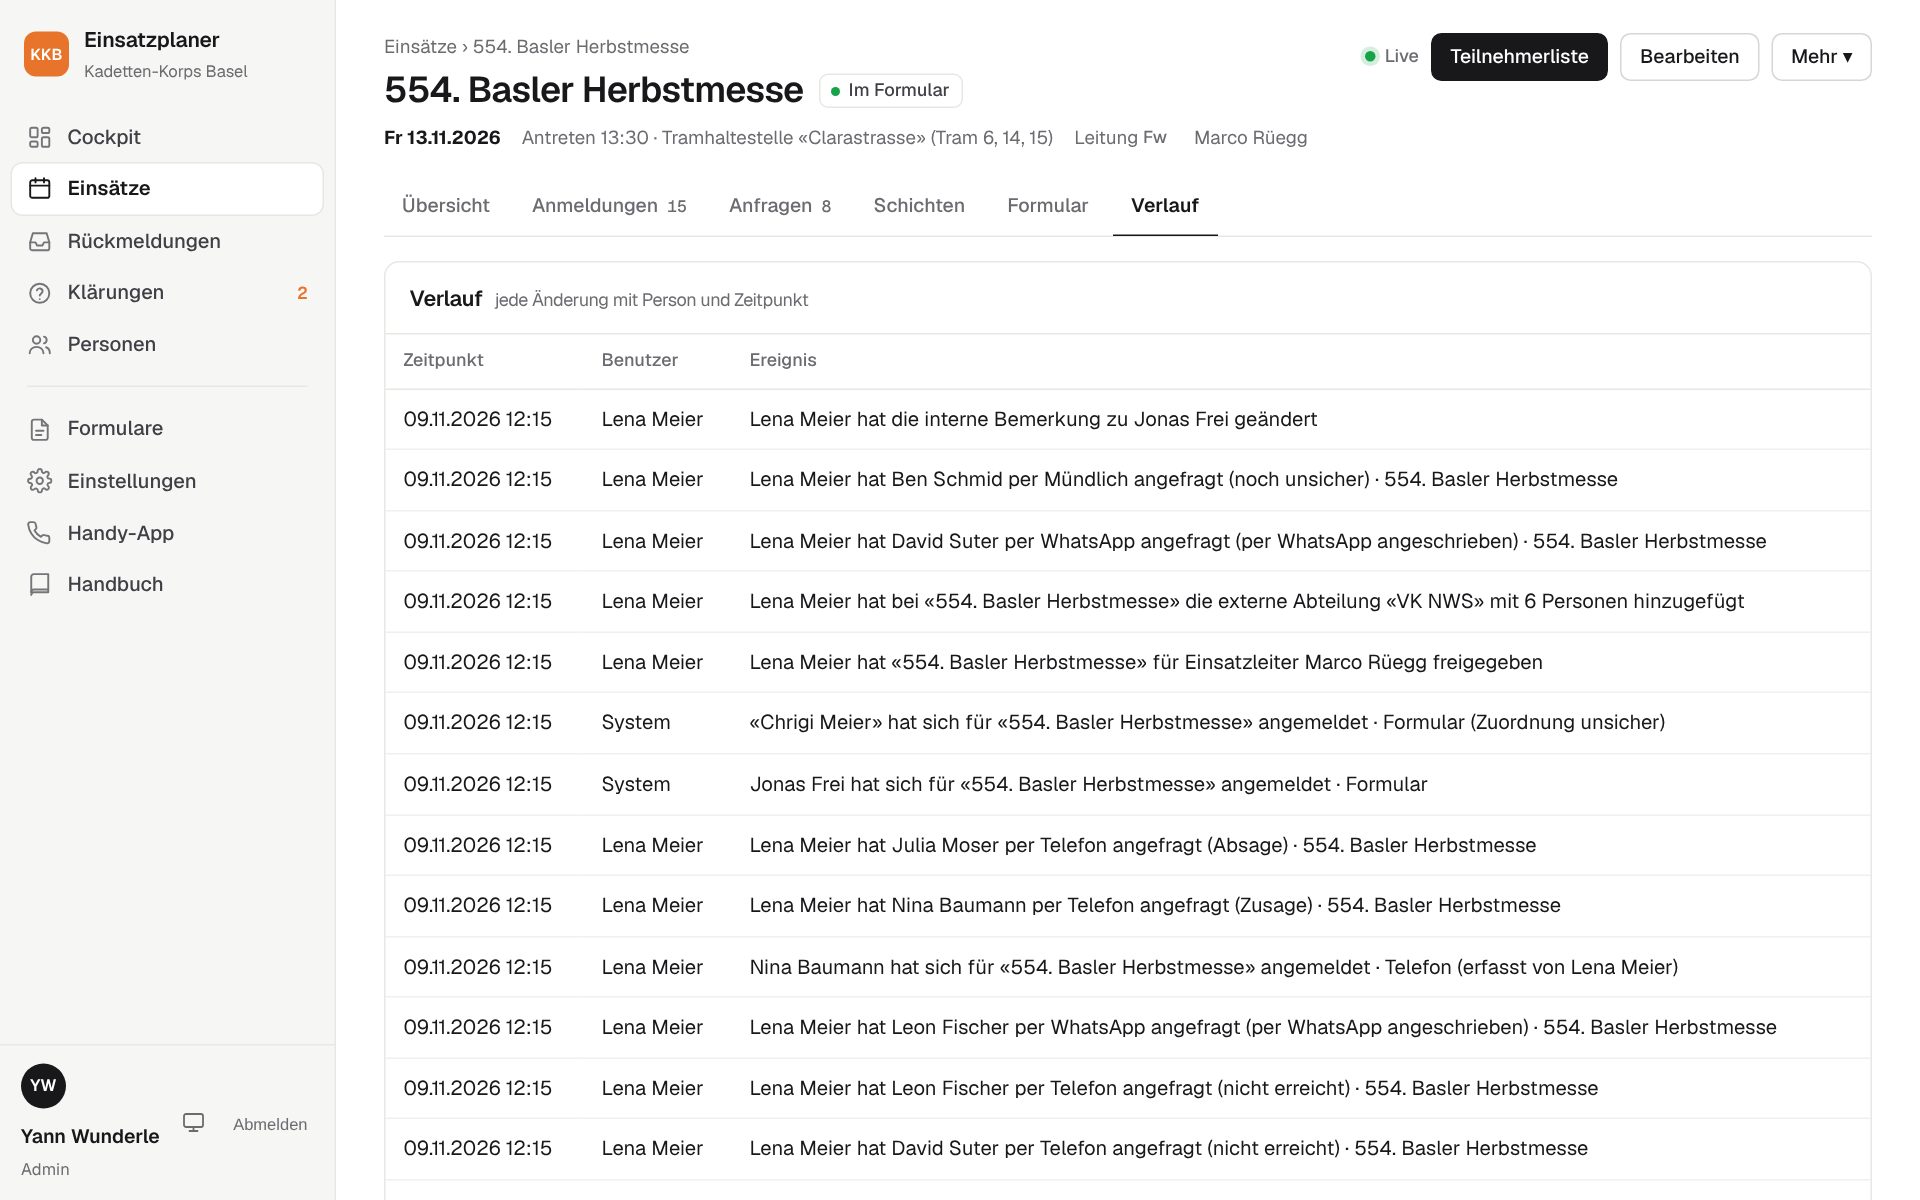 KKB
Einsatzplaner
Kadetten-Korps Basel
Cockpit
Einsätze
Rückmeldungen
Klärungen 2
Personen
Formulare
Einstellungen
Handy-App
Handbuch
YW
Yann Wunderle
Admin
Abmelden
Einsätze › 554. Basler Herbstmesse
554. Basler Herbstmesse
Im Formular
Live
Teilnehmerliste
Bearbeiten
Mehr ▾
Fr 13.11.2026 Antreten 13:30 · Tramhaltestelle «Clarastrasse» (Tram 6, 14, 15) Leitung Fw Marco Rüegg
Übersicht Anmeldungen 15 Anfragen 8 Schichten Formular Verlauf
Verlauf jede Änderung mit Person und Zeitpunkt
Zeitpunkt Benutzer Ereignis
09.11.2026 12:15 Lena Meier Lena Meier hat die interne Bemerkung zu Jonas Frei geändert
09.11.2026 12:15 Lena Meier Lena Meier hat Ben Schmid per Mündlich angefragt (noch unsicher) · 554. Basler Herbstmesse
09.11.2026 12:15 Lena Meier Lena Meier hat David Suter per WhatsApp angefragt (per WhatsApp angeschrieben) · 554. Basler Herbstmesse
09.11.2026 12:15 Lena Meier Lena Meier hat bei «554. Basler Herbstmesse» die externe Abteilung «VK NWS» mit 6 Personen hinzugefügt
09.11.2026 12:15 Lena Meier Lena Meier hat «554. Basler Herbstmesse» für Einsatzleiter Marco Rüegg freigegeben
09.11.2026 12:15 System «Chrigi Meier» hat sich für «554. Basler Herbstmesse» angemeldet · Formular (Zuordnung unsicher)
09.11.2026 12:15 System Jonas Frei hat sich für «554. Basler Herbstmesse» angemeldet · Formular
09.11.2026 12:15 Lena Meier Lena Meier hat Julia Moser per Telefon angefragt (Absage) · 554. Basler Herbstmesse
09.11.2026 12:15 Lena Meier Lena Meier hat Nina Baumann per Telefon angefragt (Zusage) · 554. Basler Herbstmesse
09.11.2026 12:15 Lena Meier Nina Baumann hat sich für «554. Basler Herbstmesse» angemeldet · Telefon (erfasst von Lena Meier)
09.11.2026 12:15 Lena Meier Lena Meier hat Leon Fischer per WhatsApp angefragt (per WhatsApp angeschrieben) · 554. Basler Herbstmesse
09.11.2026 12:15 Lena Meier Lena Meier hat Leon Fischer per Telefon angefragt (nicht erreicht) · 554. Basler Herbstmesse
09.11.2026 12:15 Lena Meier Lena Meier hat David Suter per Telefon angefragt (nicht erreicht) · 554. Basler Herbstmesse